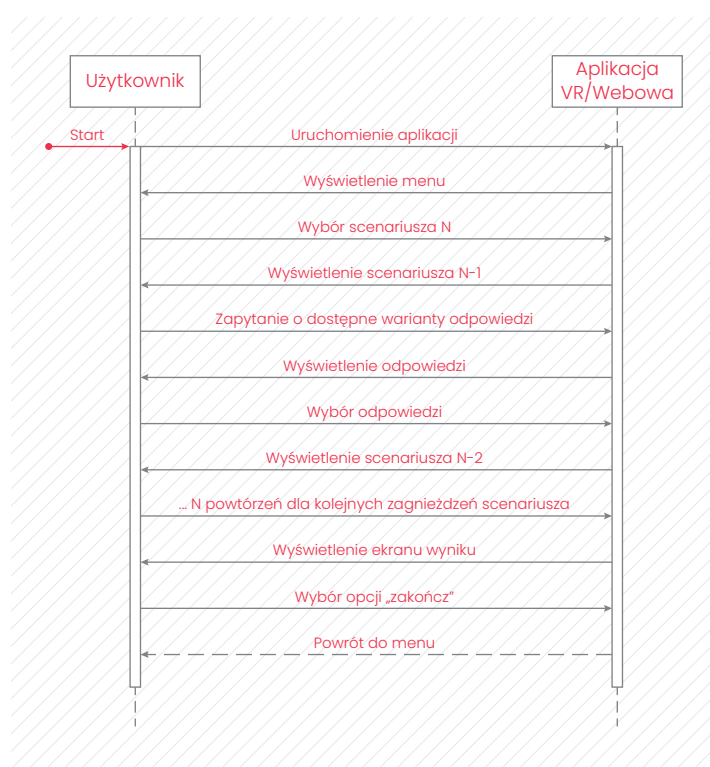 Użytkownik
Aplikacja
VR/Webowa
Start
Uruchomienie aplikacji
Wyświetlenie menu
Wybór scenariusza N
Wyświetlenie scenariusza N-1
Zapytanie o dostępne warianty odpowiedzi
Wyświetlenie odpowiedzi
Wybór odpowiedzi
Wyświetlenie scenariusza N-2
... N powtórzeń dla kolejnych zagnieżdzeń scenariusza
Wyświetlenie ekranu wyniku
Wybór opcji „zakończ”
Powrót do menu